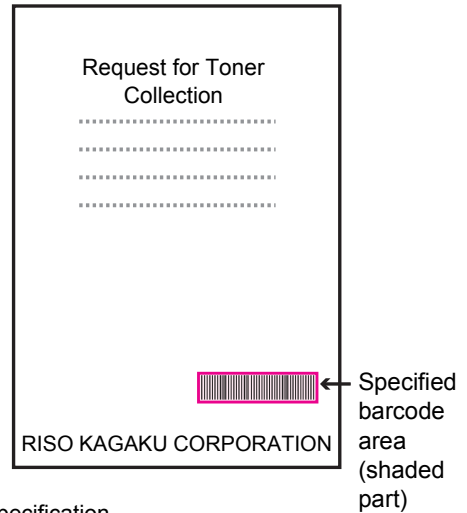 Request for Toner
Collection
Specified
barcode
area
(shaded
part)
RISO KAGAKU CORPORATION